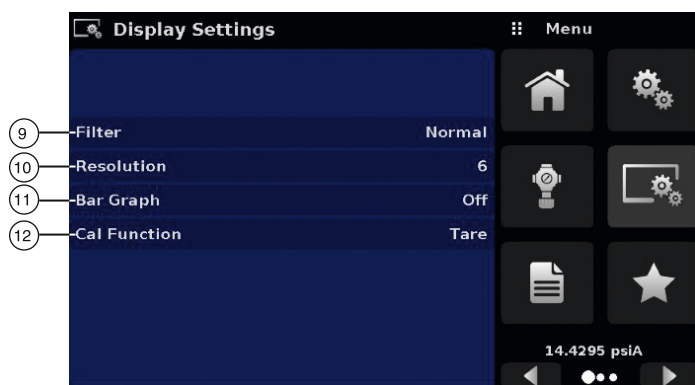 Display Settings
Menu
9 Filter Normal
10 Resolution 6
11 Bar Graph Off
12 Cal Function Tare
14.4295 psiA